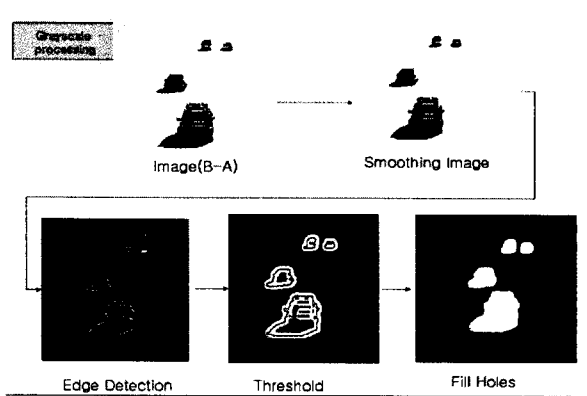 Grayscale
processing
Image(B-A)
Smoothing Image
Edge Detection
Threshold
Fill Holes